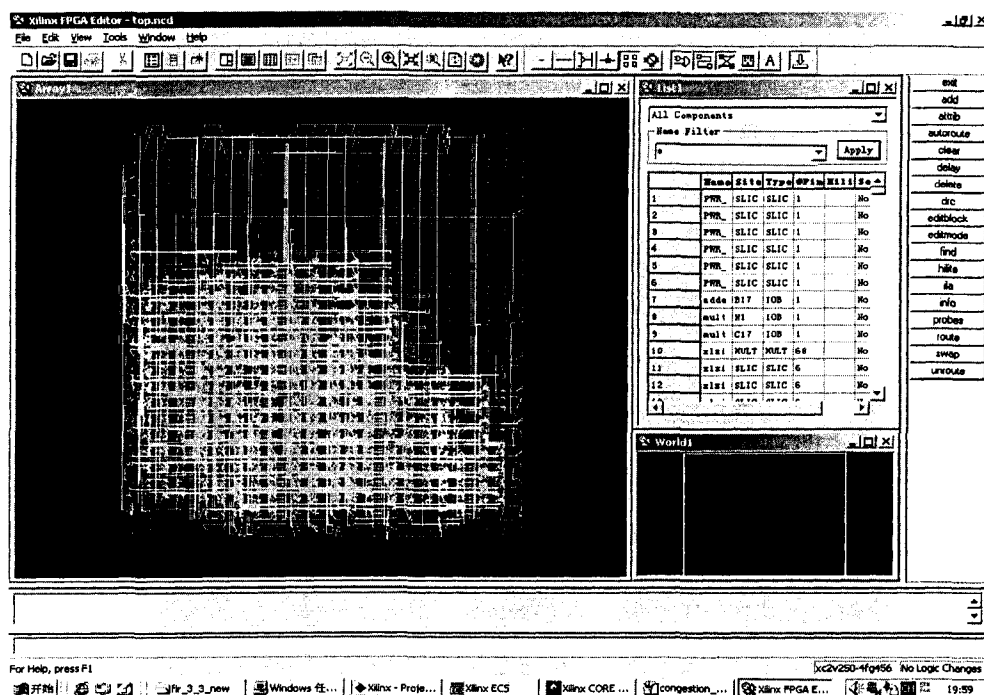 Xilinx FPGA Editor - top.ncd
File Edit View Tools Window Help
Array1
List1
exit
add
attrib
autoroute
clear
delay
delete
drc
editblock
editmode
find
hilite
ila
info
probes
route
swap
unroute
All Components
Name Filter
*
Apply
Name Site Type #Pin Hili Se
1 PWR_ SLIC SLIC 1 No
2 PWR_ SLIC SLIC 1 No
3 PWR_ SLIC SLIC 1 No
4 PWR_ SLIC SLIC 1 No
5 PWR_ SLIC SLIC 1 No
6 PWR_ SLIC SLIC 1 No
7 adde B17 IOB 1 No
8 mult IOB 1 No
9 mult C17 IOB 1 No
10 xlxi MULT MULT 68 No
11 xlxi SLIC SLIC 6 No
12 xlxi SLIC SLIC 6 No
World1
For Help, press F1
xc2v250-4fg456 No Logic Changes
开始
fir_3_3_new
Windows 任...
Xilinx - Proje...
Xilinx ECS
Xilinx CORE ...
congestion_...
Xilinx FPGA E...
19:59